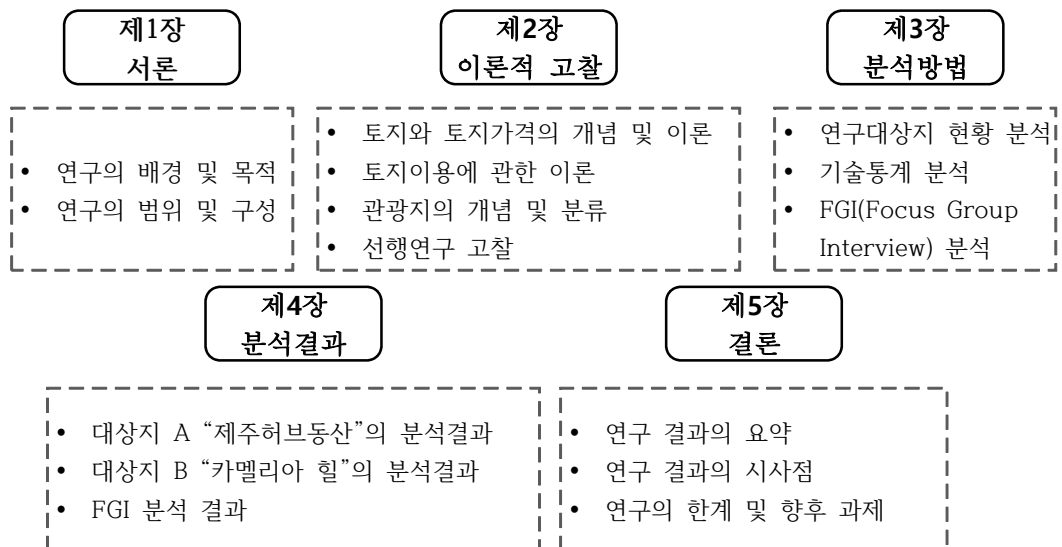 제1장
서론
• 연구의 배경 및 목적
• 연구의 범위 및 구성
제2장
이론적 고찰
• 토지와 토지가격의 개념 및 이론
• 토지이용에 관한 이론
• 관광지의 개념 및 분류
• 선행연구 고찰
제3장
분석방법
• 연구대상지 현황 분석
• 기술통계 분석
• FGI(Focus Group
Interview) 분석
제4장
분석결과
• 대상지 A “제주허브동산”의 분석결과
• 대상지 B “카멜리아 힐”의 분석결과
• FGI 분석 결과
제5장
결론
• 연구 결과의 요약
• 연구 결과의 시사점
• 연구의 한계 및 향후 과제